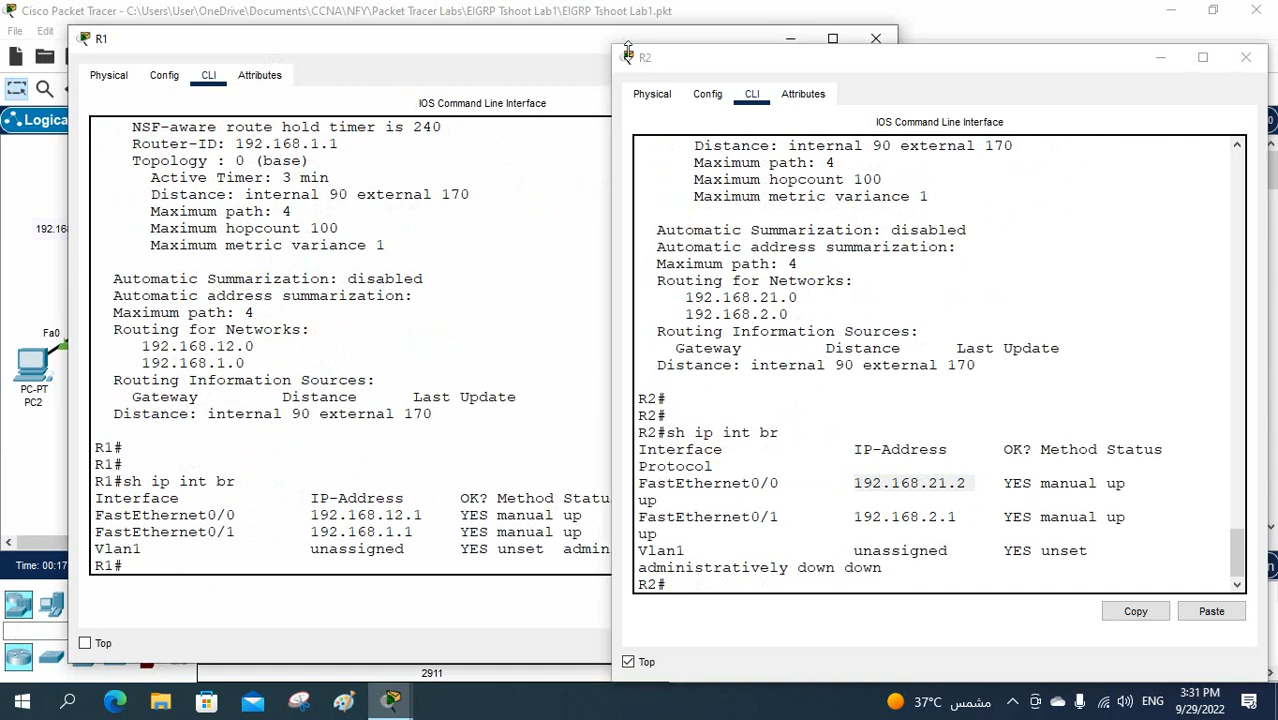 Cisco Packet Tracer - C:\Users\User\OneDrive\Documents\CCNA\NFY\Packet Tracer Labs\EIGRP Tshoot Lab1\EIGRP Tshoot Lab1.pkt
File Edit
R1
Physical Config CLI Attributes
IOS Command Line Interface
NSF-aware route hold timer is 240
Router-ID: 192.168.1.1
Topology : 0 (base)
Active Timer: 3 min
Distance: internal 90 external 170
Maximum path: 4
Maximum hopcount 100
Maximum metric variance 1
Automatic Summarization: disabled
Automatic address summarization:
Maximum path: 4
Routing for Networks:
192.168.12.0
192.168.1.0
Routing Information Sources:
Gateway Distance Last Update
Distance: internal 90 external 170
R1#
R1#
R1#sh ip int br
Interface IP-Address OK? Method Statu
FastEthernet0/0 192.168.12.1 YES manual up
FastEthernet0/1 192.168.1.1 YES manual up
Vlan1 unassigned YES unset admin
R1#
Top
R2
Physical Config CLI Attributes
IOS Command Line Interface
Distance: internal 90 external 170
Maximum path: 4
Maximum hopcount 100
Maximum metric variance 1
Automatic Summarization: disabled
Automatic address summarization:
Maximum path: 4
Routing for Networks:
192.168.21.0
192.168.2.0
Routing Information Sources:
Gateway Distance Last Update
Distance: internal 90 external 170
R2#
R2#
R2#sh ip int br
Interface IP-Address OK? Method Status
Protocol
FastEthernet0/0 192.168.21.2 YES manual up
up
FastEthernet0/1 192.168.2.1 YES manual up
up
Vlan1 unassigned YES unset
administratively down down
R2#
Copy Paste
Top
Logica
192.168
Fa0
PC-PT
PC2
Time: 00:17
2911
37°C مشمس
ENG
3:31 PM
9/29/2022